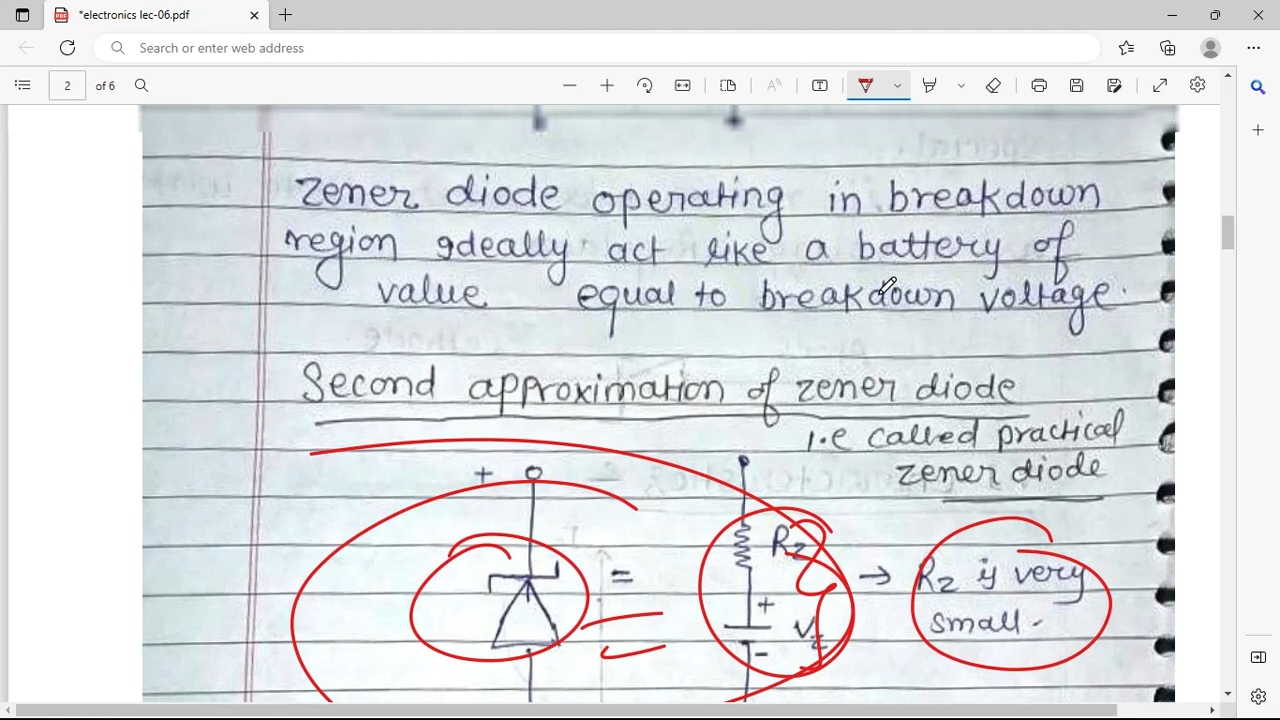 *electronics lec-06.pdf
Search or enter web address
2 of 6
zener diode operating in breakdown
region ideally act like a battery of
value equal to breakdown voltage.
Second approximation of zener diode
i.e called practical
zener diode
+
=
Rz
+
Vz
-
→ Rz is very
small.